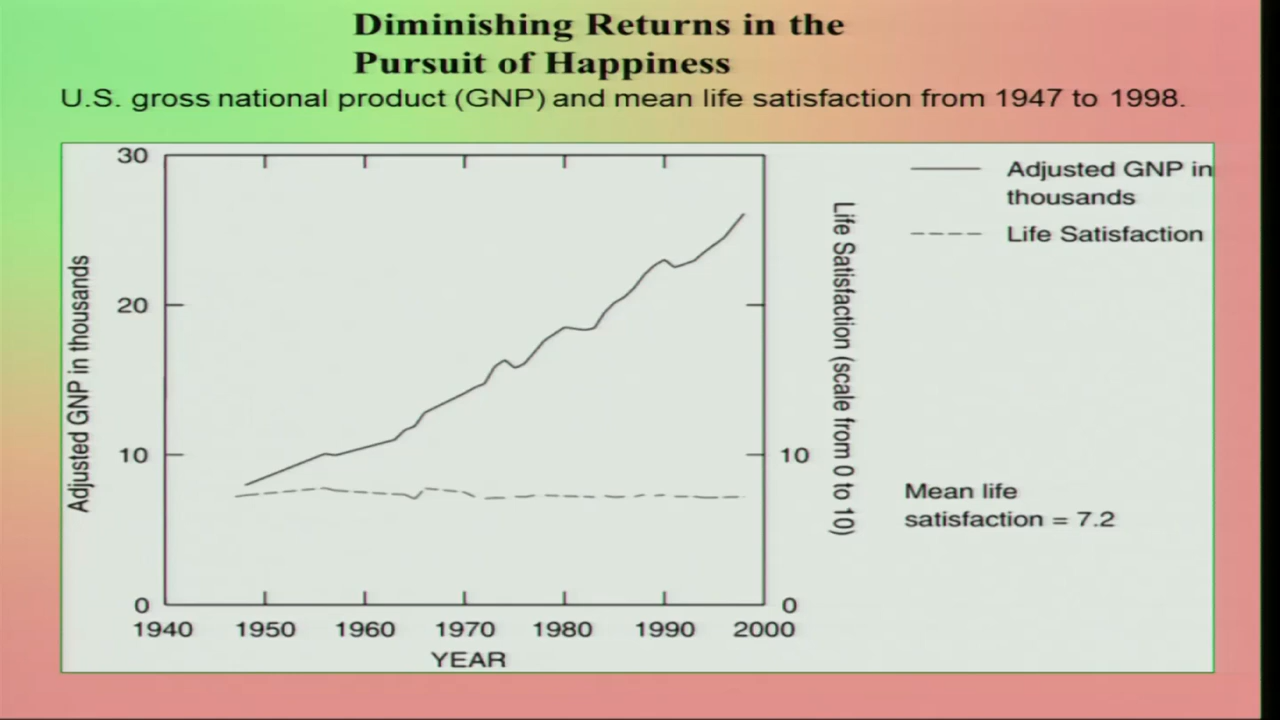 Diminishing Returns in the
Pursuit of Happiness
U.S. gross national product (GNP) and mean life satisfaction from 1947 to 1998.
30
20
10
0
Adjusted GNP in thousands
1940 1950 1960 1970 1980 1990 2000
YEAR
10
0
Life Satisfaction (scale from 0 to 10)
Adjusted GNP in
thousands
Life Satisfaction
Mean life
satisfaction = 7.2